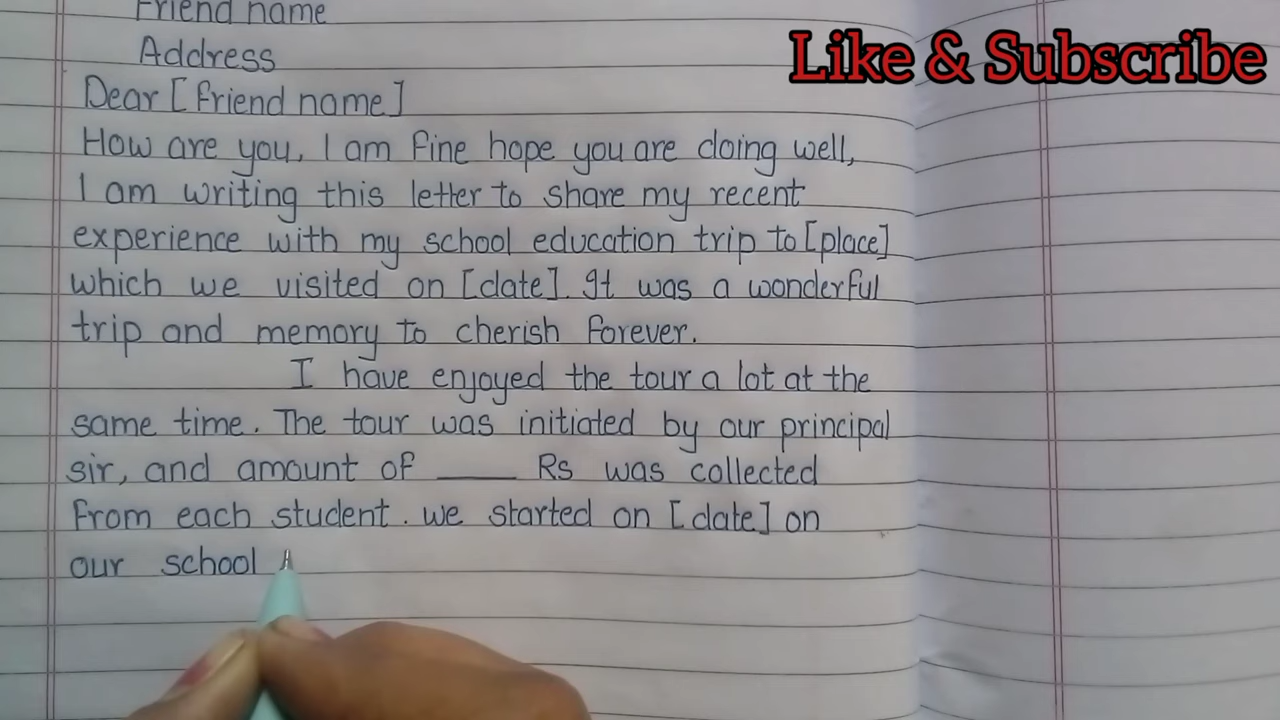 Friend name
Like & Subscribe
Address
Dear [Friend name]
How are you, I am fine hope you are doing well,
I am writing this letter to share my recent
experience with my school education trip to [place]
which we visited on [date]. It was a wonderful
trip and memory to cherish forever.
I have enjoyed the tour a lot at the
same time. The tour was initiated by our principal
sir, and amount of ____ Rs was collected
from each student. we started on [date] on
our school